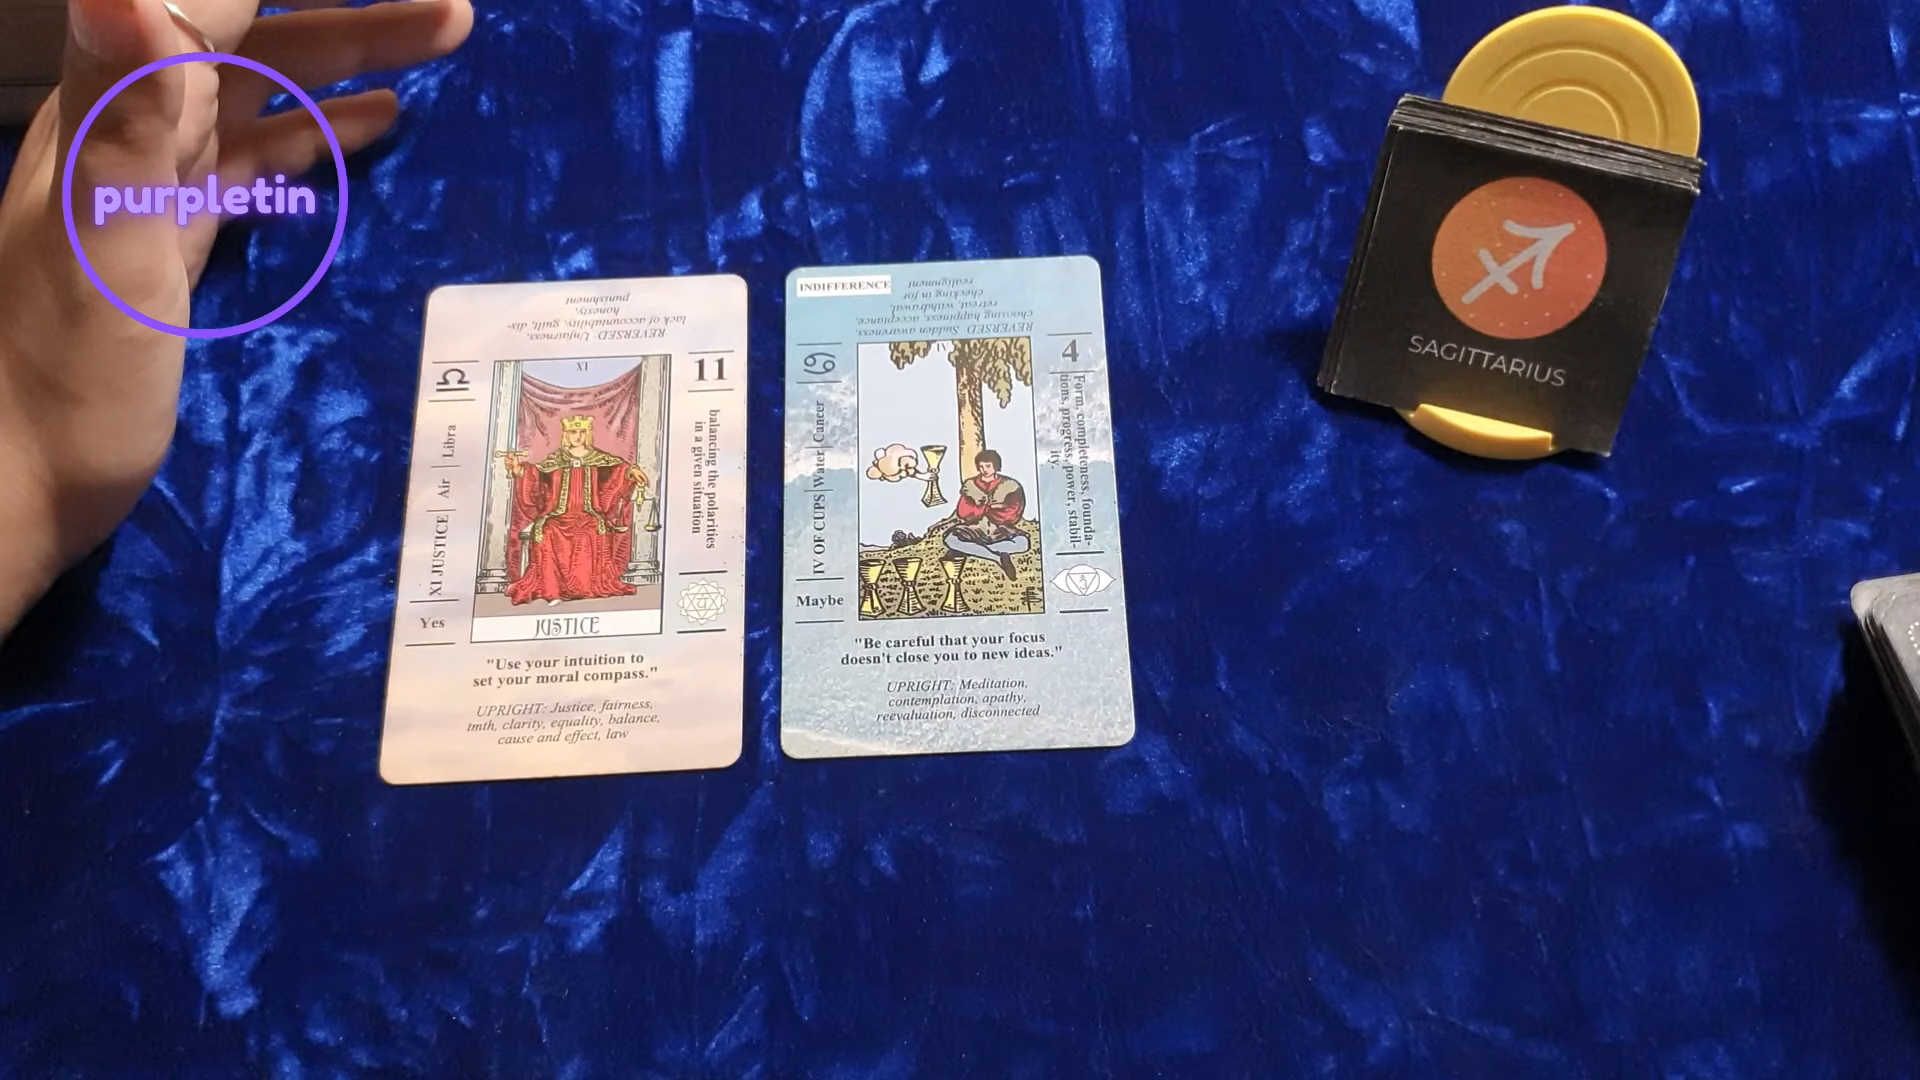 purpletin
REVERSED Unfairness,
lack of accountability, guilt, dis-
honesty,
punishment
11
balancing the polarities
in a given situation
XI JUSTICE | Air | Libra
Yes
XI
JUSTICE
"Use your intuition to
set your moral compass."
UPRIGHT: Justice, fairness,
tmth, clarity, equality, balance,
cause and effect, law
INDIFFERENCE
REVERSED Sudden awareness,
choosing happiness, acceptance,
retreat, withdrawal,
checking in for
realignment
4
Form, completeness, founda-
tions, progress, power, stabil-
ity.
IV OF CUPS | Water | Cancer
Maybe
IV
"Be careful that your focus
doesn't close you to new ideas."
UPRIGHT: Meditation,
contemplation, apathy,
reevaluation, disconnected
SAGITTARIUS